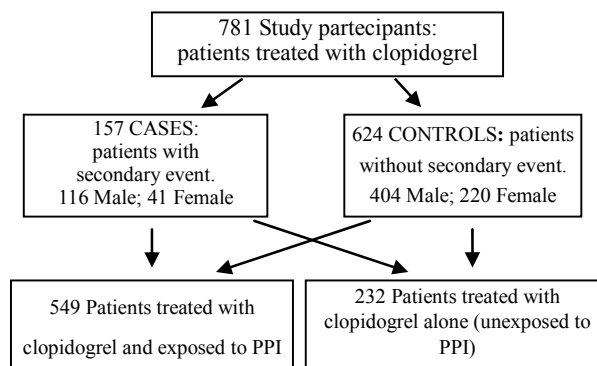 781 Study partecipants:
patients treated with clopidogrel
157 CASES:
patients with
secondary event.
116 Male; 41 Female
624 CONTROLS: patients
without secondary event.
404 Male; 220 Female
549 Patients treated with
clopidogrel and exposed to PPI
232 Patients treated with
clopidogrel alone (unexposed to
PPI)